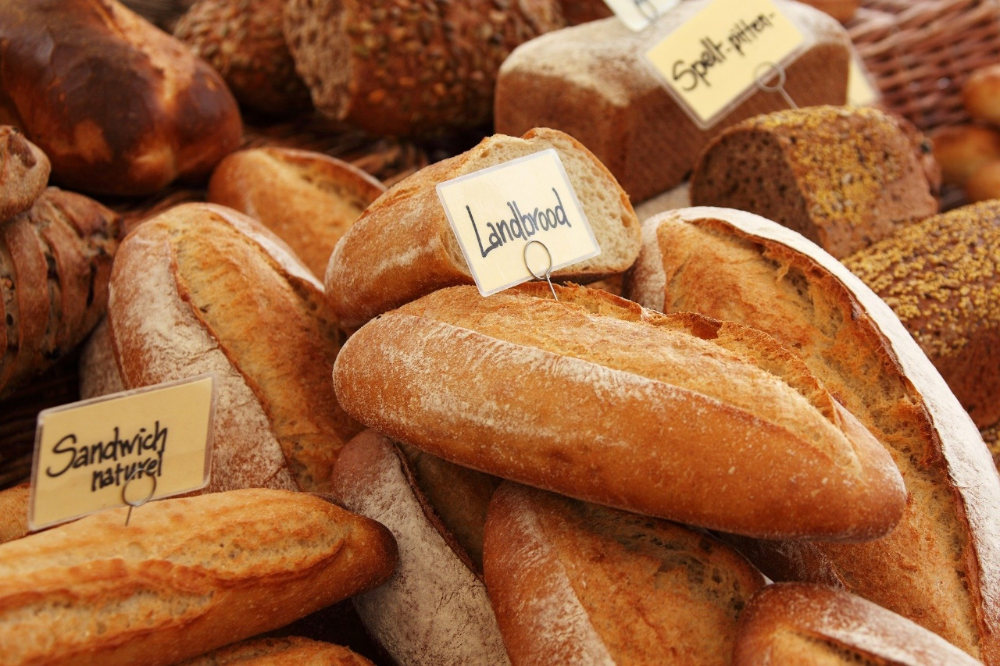 Spelt-pitten-
Landbrood
Sandwich
naturel